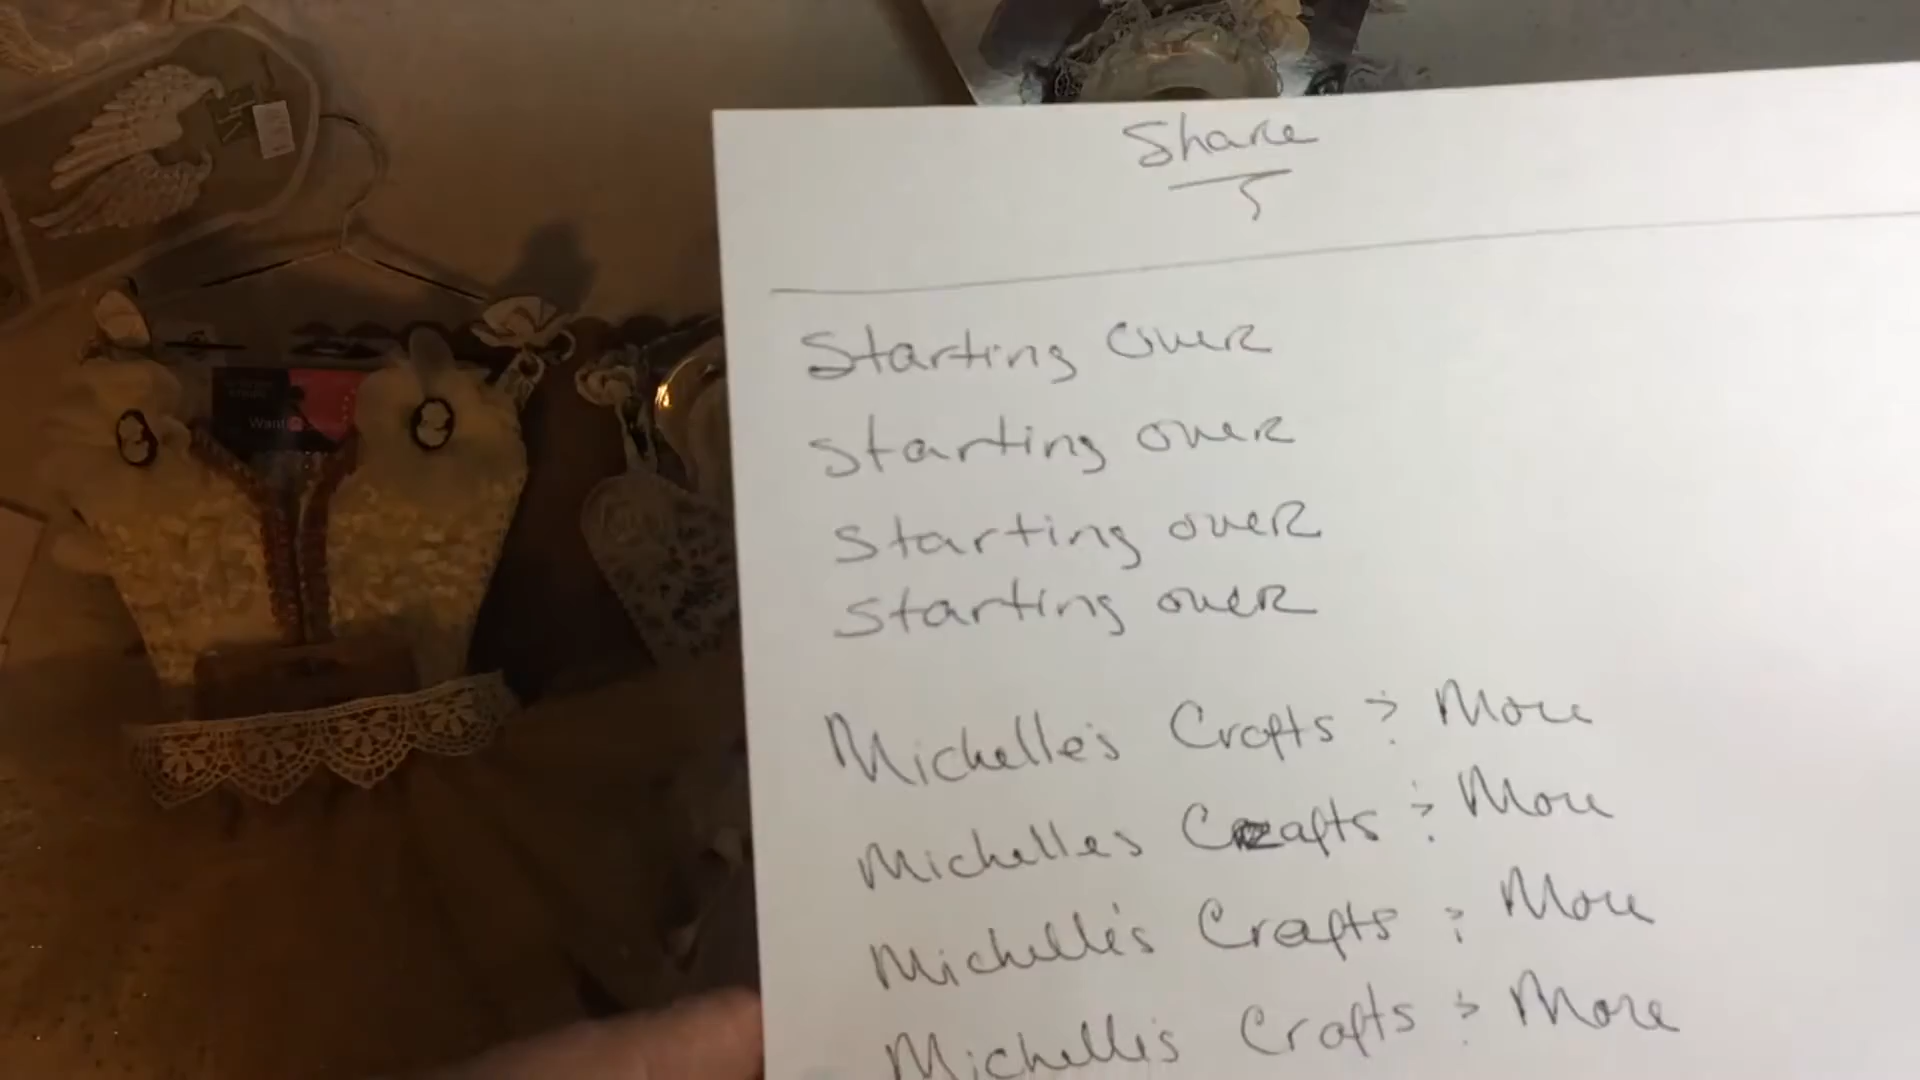 Share
Starting Over
Starting over
Starting over
Starting over
Michelle's Crafts & More
Michelles Crafts & More
Michelle's Crafts & More
Michelle's Crafts & More
Want